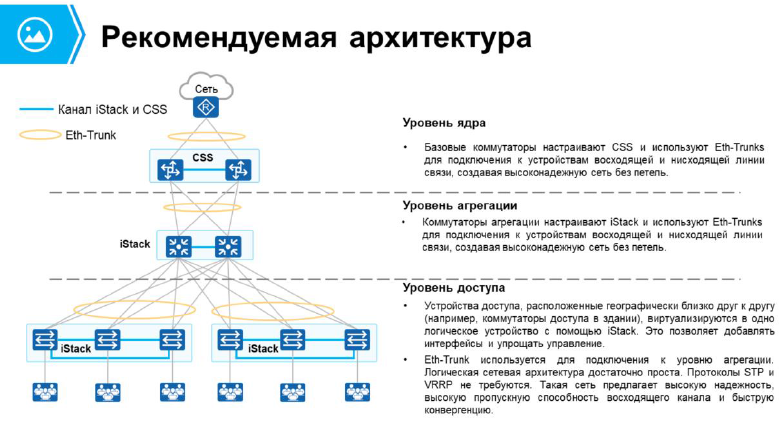 Рекомендуемая архитектура
Сеть
R
Канал iStack и CSS
Eth-Trunk
CSS
iStack
iStack
iStack
Уровень ядра
• Базовые коммутаторы настраивают CSS и используют Eth-Trunks
для подключения к устройствам восходящей и нисходящей линии
связи, создавая высоконадежную сеть без петель.
Уровень агрегации
• Коммутаторы агрегации настраивают iStack и используют Eth-Trunks
для подключения к устройствам восходящей и нисходящей линии
связи, создавая высоконадежную сеть без петель.
Уровень доступа
• Устройства доступа, расположенные географически близко друг к другу
(например, коммутаторы доступа в здании), виртуализируются в одно
логическое устройство с помощью iStack. Это позволяет добавлять
интерфейсы и упрощать управление.
• Eth-Trunk используется для подключения к уровню агрегации.
Логическая сетевая архитектура достаточно проста. Протоколы STP и
VRRP не требуются. Такая сеть предлагает высокую надежность,
высокую пропускную способность восходящего канала и быструю
конвергенцию.